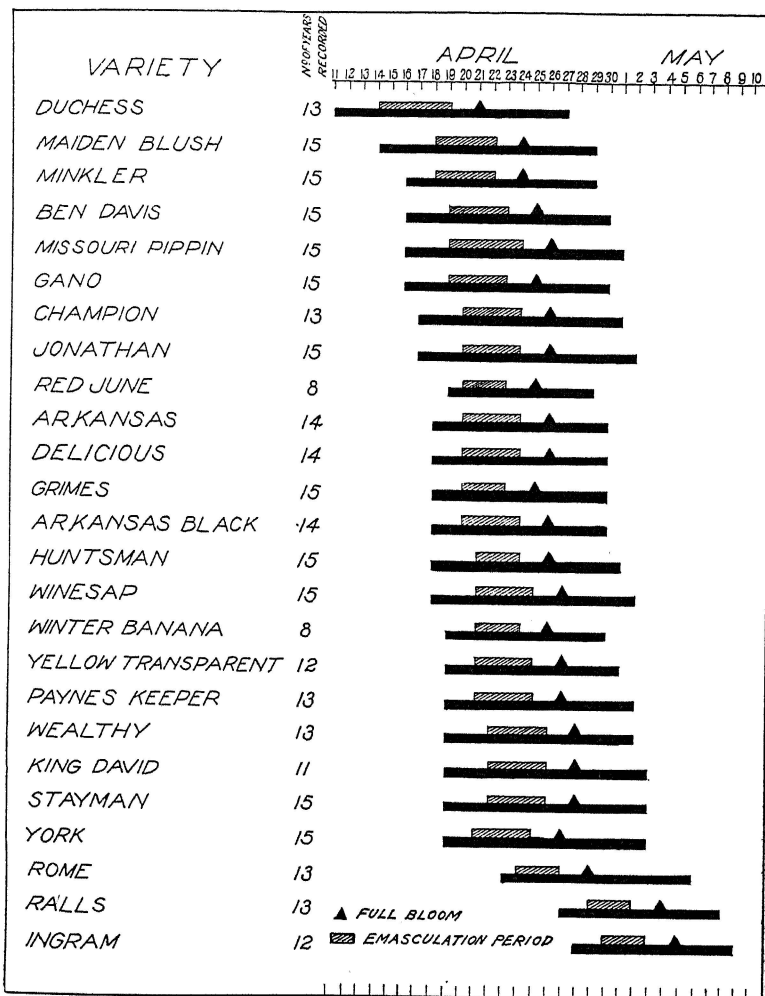 VARIETY
Nº OF YEARS
RECORDED
APRIL MAY
11 12 13 14 15 16 17 18 19 20 21 22 23 24 25 26 27 28 29 30 1 2 3 4 5 6 7 8 9 10
DUCHESS 13
MAIDEN BLUSH 15
MINKLER 15
BEN DAVIS 15
MISSOURI PIPPIN 15
GANO 15
CHAMPION 13
JONATHAN 15
RED JUNE 8
ARKANSAS 14
DELICIOUS 14
GRIMES 15
ARKANSAS BLACK 14
HUNTSMAN 15
WINESAP 15
WINTER BANANA 8
YELLOW TRANSPARENT 12
PAYNES KEEPER 13
WEALTHY 13
KING DAVID 11
STAYMAN 15
YORK 15
ROME 13
RALLS 13
FULL BLOOM
INGRAM 12
EMASCULATION PERIOD